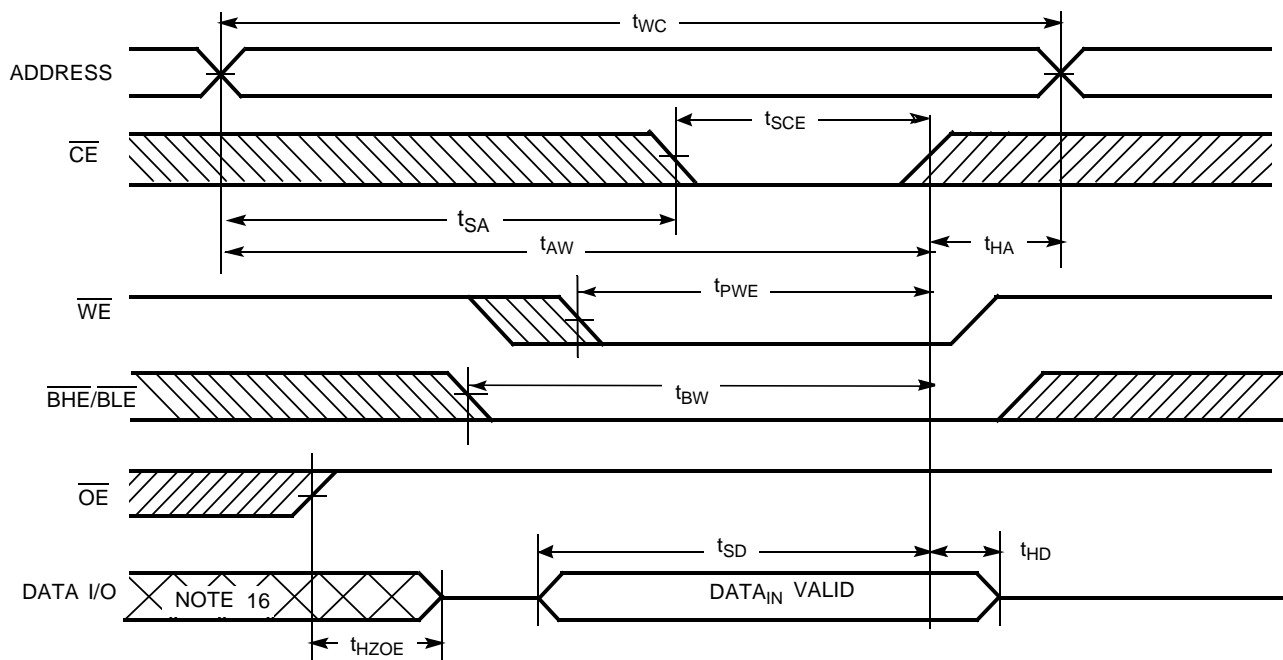 tWC
ADDRESS
tSCE
CE
tSA
tAW
tHA
tPWE
WE
tBW
BHE/BLE
OE
tSD
tHD
DATA I/O
NOTE 16
DATAIN VALID
tHZOE